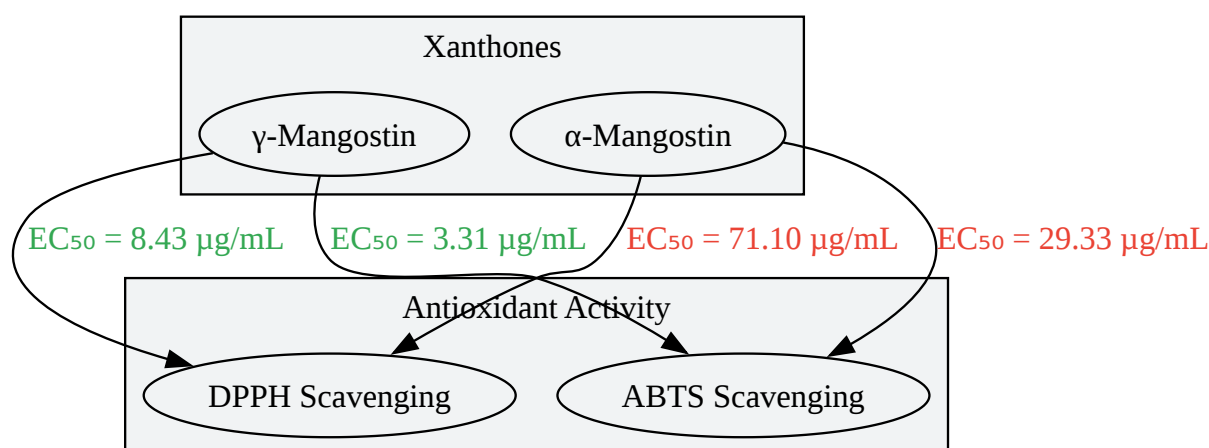 Xanthones
γ-Mangostin
α-Mangostin
EC₅₀ = 8.43 µg/mL
EC₅₀ = 3.31 µg/mL
EC₅₀ = 71.10 µg/mL
EC₅₀ = 29.33 µg/mL
Antioxidant Activity
DPPH Scavenging
ABTS Scavenging